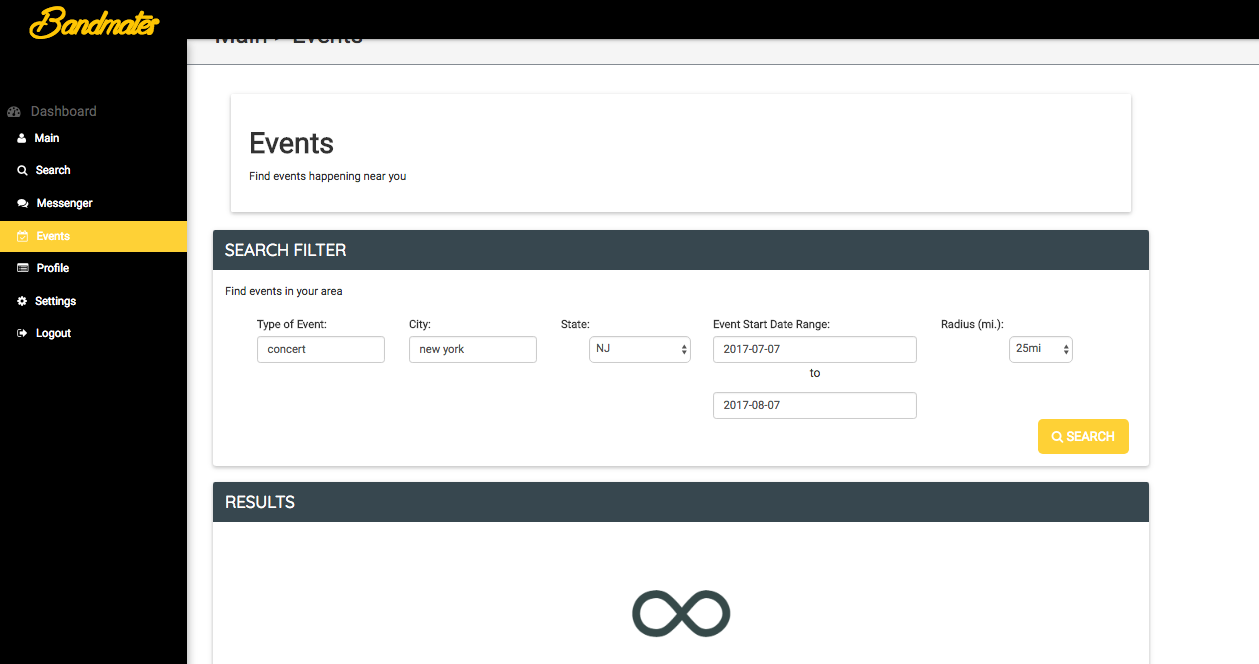 Bandmates
Main > Events
Dashboard
Main
Search
Messenger
Events
Profile
Settings
Logout
Events
Find events happening near you
SEARCH FILTER
Find events in your area
Type of Event: City: State: Event Start Date Range: Radius (mi.):
concert new york NJ 2017-07-07 25mi
to
2017-08-07
SEARCH
RESULTS